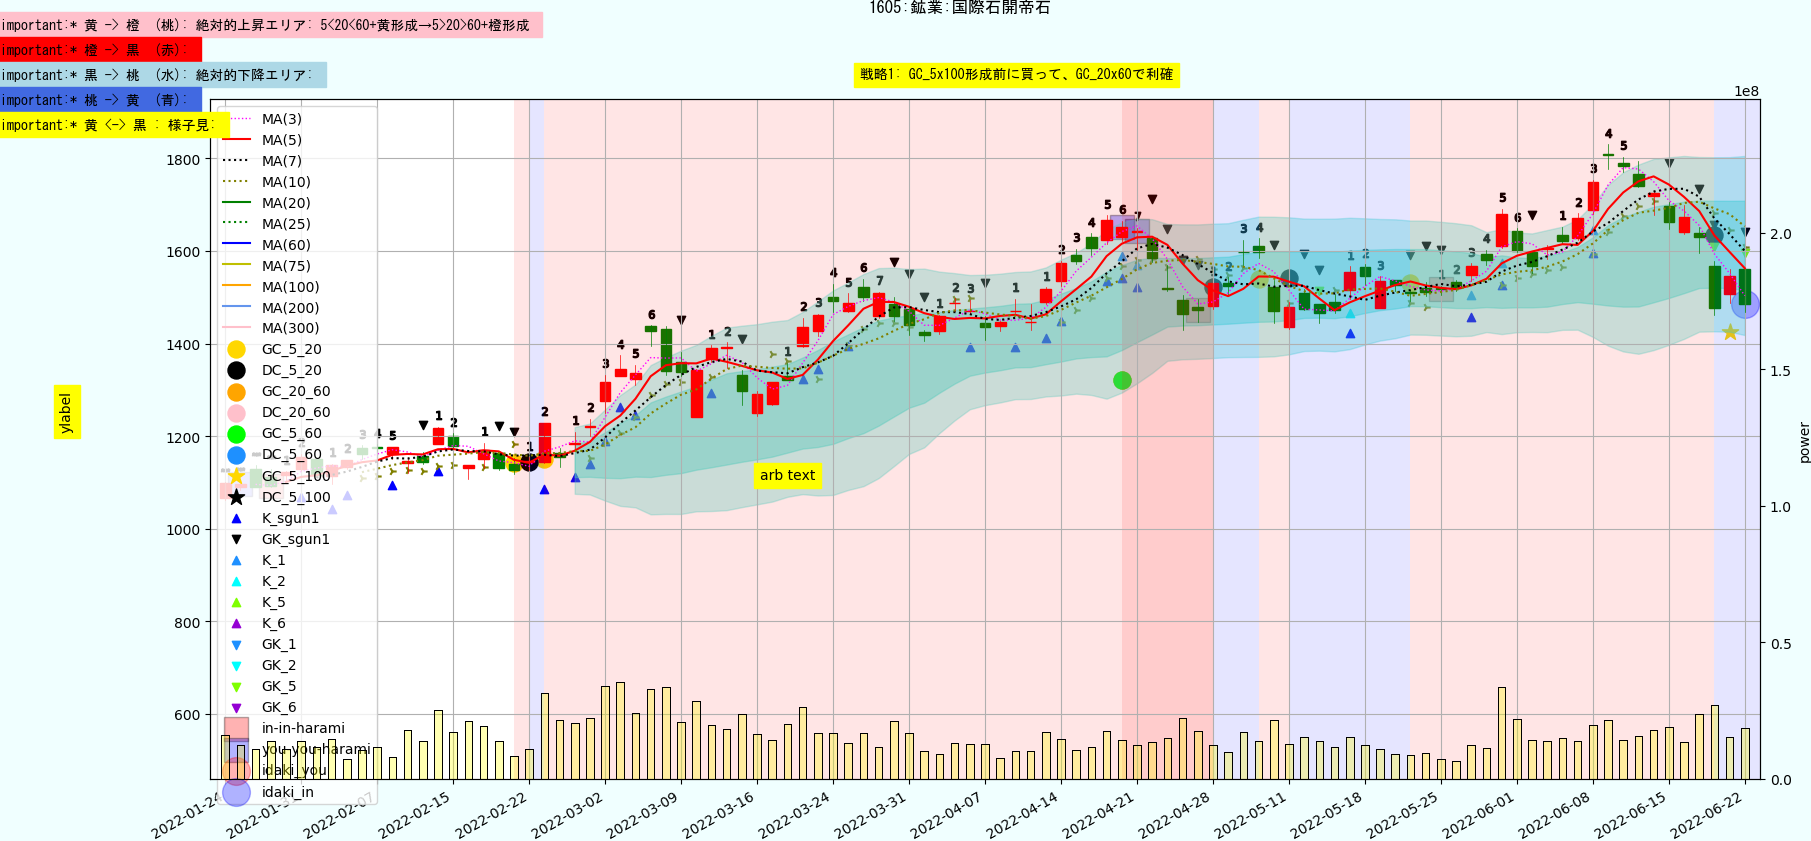 1605:鉱業:国際石開帝石
important:* 黄 -> 橙 (桃): 絶対的上昇エリア: 5<20<60+黄形成→5>20>60+橙形成
important:* 橙 -> 黒 (赤):
important:* 黒 -> 桃 (水): 絶対的下降エリア:
戦略1: GC_5x100形成前に買って、GC_20x60で利確
important:* 桃 -> 黄 (青):
important:* 黄 <-> 黒 : 様子見:
1e8
MA(3)
MA(5)
MA(7)
MA(10)
MA(20)
MA(25)
MA(60)
MA(75)
MA(100)
MA(200)
MA(300)
GC_5_20
DC_5_20
GC_20_60
DC_20_60
GC_5_60
DC_5_60
GC_5_100
DC_5_100
K_sgun1
GK_sgun1
K_1
K_2
K_5
K_6
GK_1
GK_2
GK_5
GK_6
in-in-harami
you-you-harami
idaki_you
idaki_in
1800
1600
1400
1200
1000
800
600
ylabel
arb text
2.0
1.5
1.0
0.5
0.0
power
2022-01-24
2022-01-31
2022-02-07
2022-02-15
2022-02-22
2022-03-02
2022-03-09
2022-03-16
2022-03-24
2022-03-31
2022-04-07
2022-04-14
2022-04-21
2022-04-28
2022-05-11
2022-05-18
2022-05-25
2022-06-01
2022-06-08
2022-06-15
2022-06-22